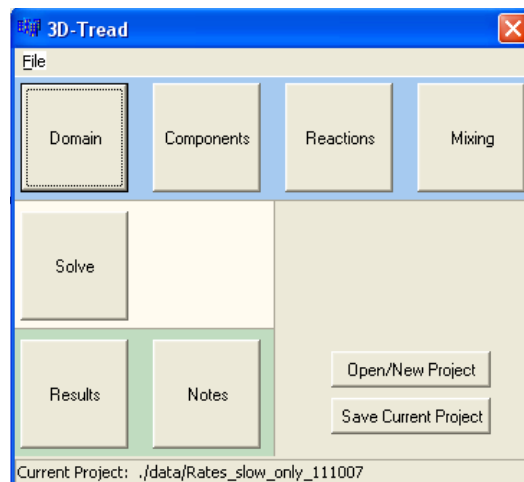 3D-Tread
File
Domain Components Reactions Mixing
Solve
Results Notes
Open/New Project
Save Current Project
Current Project: ./data/Rates_slow_only_111007